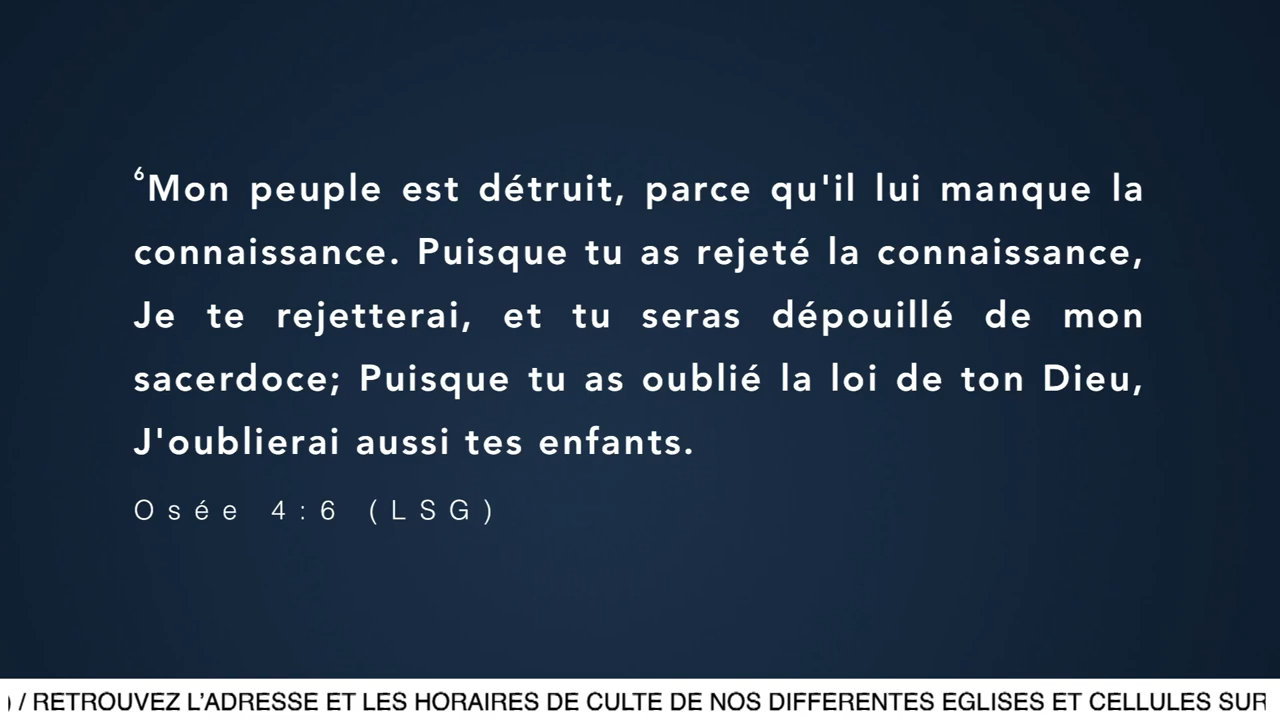 ⁶Mon peuple est détruit, parce qu'il lui manque la
connaissance. Puisque tu as rejeté la connaissance,
Je te rejetterai, et tu seras dépouillé de mon
sacerdoce; Puisque tu as oublié la loi de ton Dieu,
J'oublierai aussi tes enfants.
Osée 4:6 (LSG)
) / RETROUVEZ L’ADRESSE ET LES HORAIRES DE CULTE DE NOS DIFFERENTES EGLISES ET CELLULES SUR